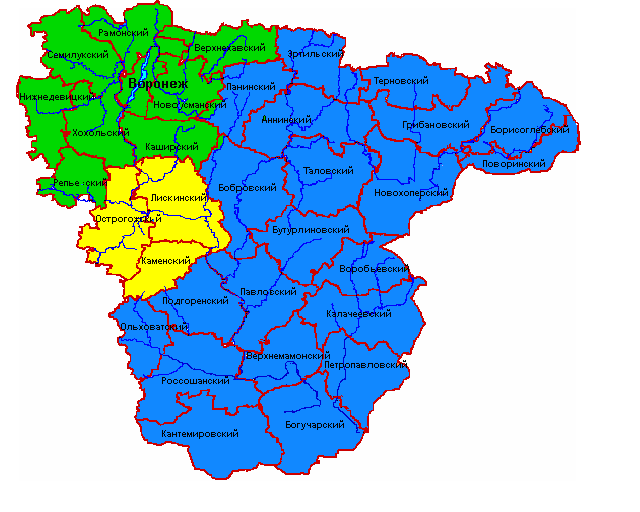 Рамонский
Верхнехавский
Семилукский
Эртильский
Терновский
Воронеж
Панинский
Нижнедевицкий
Новоусманский
Аннинский
Грибановский
Борисоглебский
Хохольский
Каширский
Поворинский
Таловский
Репьевский
Бобровский
Новохоперский
Лискинский
Острогожский
Бутурлиновский
Каменский
Воробьевский
Павловский
Подгоренский
Калачеевский
Ольховатский
Верхнемамонский
Петропавловский
Россошанский
Богучарский
Кантемировский